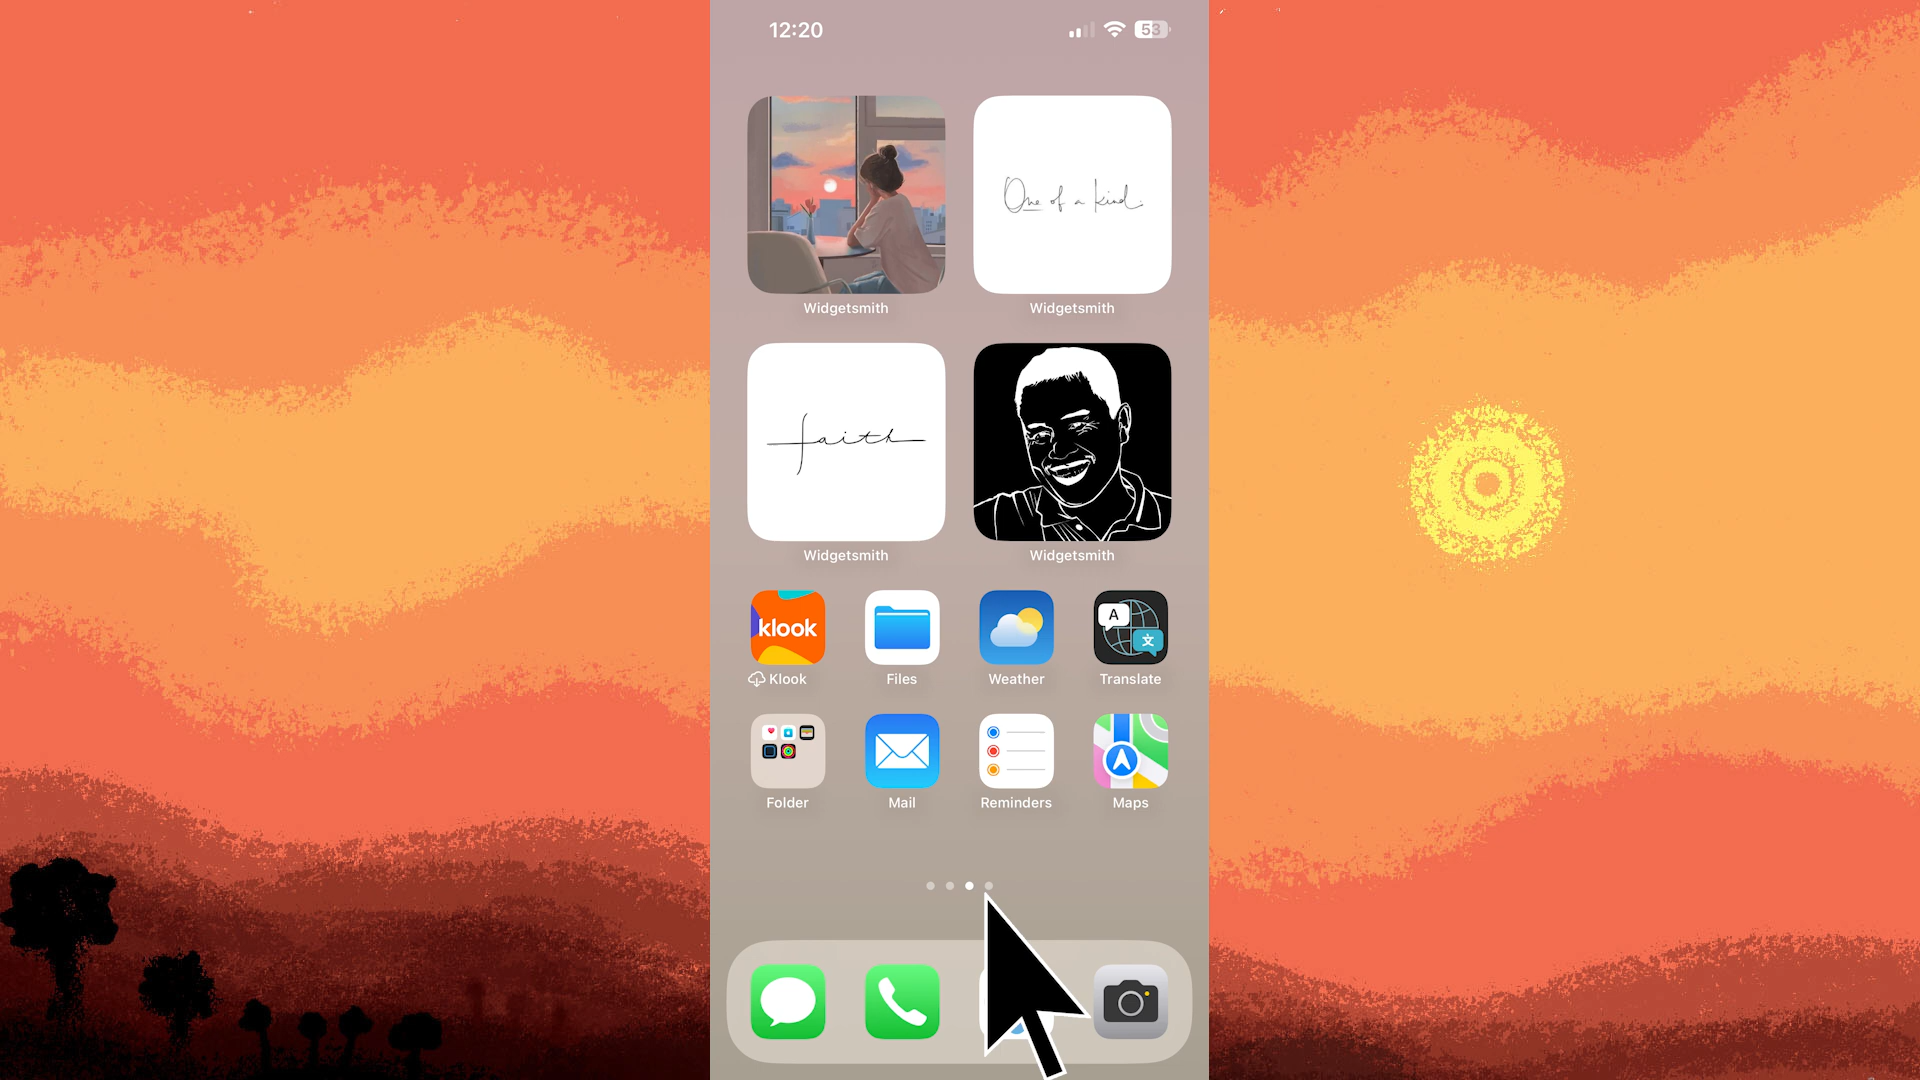 12:20 53
One of a kind.
Widgetsmith Widgetsmith
faith
Widgetsmith Widgetsmith
klook A 文
Klook Files Weather Translate
Folder Mail Reminders Maps